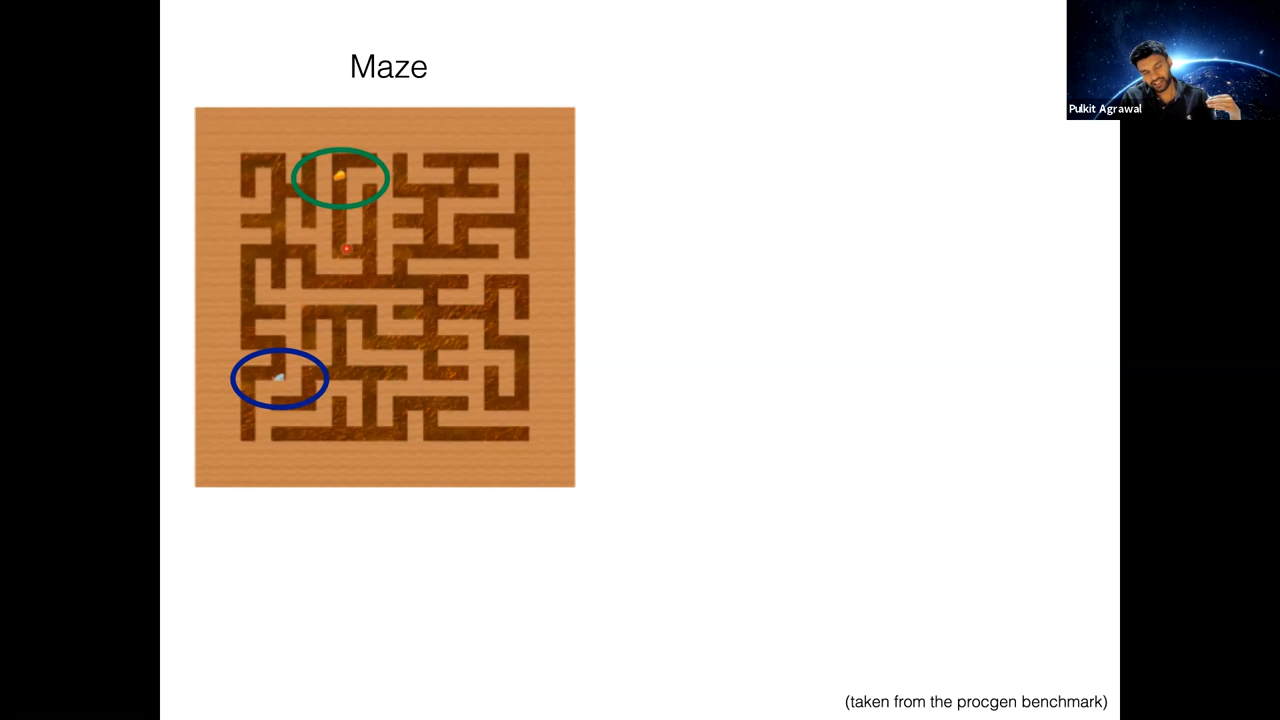 Maze
Pulkit Agrawal
(taken from the procgen benchmark)